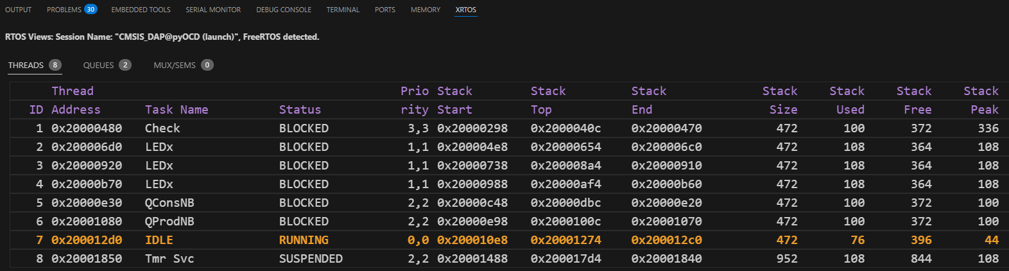 OUTPUT PROBLEMS 30 EMBEDDED TOOLS SERIAL MONITOR DEBUG CONSOLE TERMINAL PORTS MEMORY XRTOS
RTOS Views: Session Name: "CMSIS_DAP@pyOCD (launch)", FreeRTOS detected.
THREADS 8 QUEUES 2 MUX/SEMS 0
Thread Prio Stack Stack Stack Stack Stack Stack Stack
ID Address Task Name Status rity Start Top End Size Used Free Peak
1 0x20000480 Check BLOCKED 3,3 0x20000298 0x2000040c 0x20000470 472 100 372 336
2 0x200006d0 LEDx BLOCKED 1,1 0x200004e8 0x20000654 0x200006c0 472 108 364 108
3 0x20000920 LEDx BLOCKED 1,1 0x20000738 0x200008a4 0x20000910 472 108 364 108
4 0x20000b70 LEDx BLOCKED 1,1 0x20000988 0x20000af4 0x20000b60 472 108 364 108
5 0x20000e30 QConsNB BLOCKED 2,2 0x20000c48 0x20000dbc 0x20000e20 472 100 372 100
6 0x20001080 QProdNB BLOCKED 2,2 0x20000e98 0x2000100c 0x20001070 472 100 372 100
7 0x200012d0 IDLE RUNNING 0,0 0x200010e8 0x20001274 0x200012c0 472 76 396 44
8 0x20001850 Tmr Svc SUSPENDED 2,2 0x20001488 0x200017d4 0x20001840 952 108 844 108